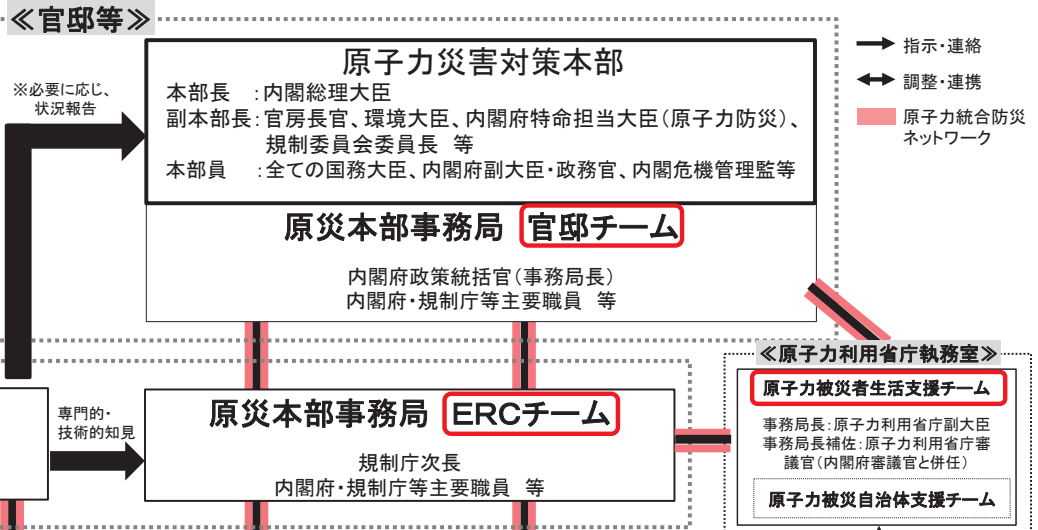 ≪官邸等≫
原子力災害対策本部
本部長　：内閣総理大臣
副本部長：官房長官、環境大臣、内閣府特命担当大臣（原子力防災）、
規制委員会委員長　等
本部員　：全ての国務大臣、内閣府副大臣・政務官、内閣危機管理監等
※必要に応じ、
状況報告
指示・連絡
調整・連携
原子力統合防災
ネットワーク
原災本部事務局 官邸チーム
内閣府政策統括官（事務局長）
内閣府・規制庁等主要職員　等
≪原子力利用省庁執務室≫
原子力被災者生活支援チーム
事務局長：原子力利用省庁副大臣
事務局長補佐：原子力利用省庁審
議官（内閣府審議官と併任）
原子力被災自治体支援チーム
専門的・
技術的知見
原災本部事務局 ERCチーム
規制庁次長
内閣府・規制庁等主要職員　等